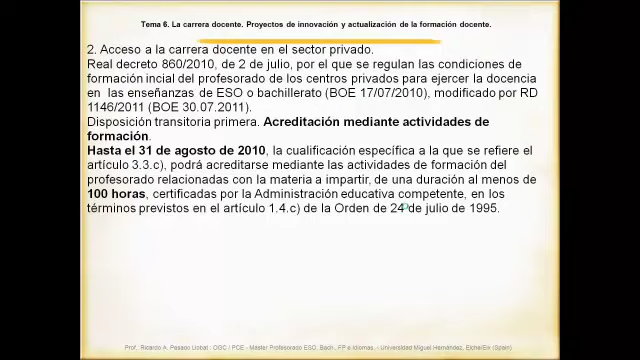 Tema 6. La carrera docente. Proyectos de innovación y actualización de la formación docente.
2. Acceso a la carrera docente en el sector privado.
Real decreto 860/2010, de 2 de julio, por el que se regulan las condiciones de
formación incial del profesorado de los centros privados para ejercer la docencia
en las enseñanzas de ESO o bachillerato (BOE 17/07/2010), modificado por RD
1146/2011 (BOE 30.07.2011).
Disposición transitoria primera. Acreditación mediante actividades de
formación.
Hasta el 31 de agosto de 2010, la cualificación específica a la que se refiere el
artículo 3.3.c), podrá acreditarse mediante las actividades de formación del
profesorado relacionadas con la materia a impartir, de una duración al menos de
100 horas, certificadas por la Administración educativa competente, en los
términos previstos en el artículo 1.4.c) de la Orden de 24 de julio de 1995.
Prof. Ricardo A. Pesado Llobat : OGC / PCE - Máster Profesorado ESO, Bach., FP e Idiomas. - Universidad Miguel Hernández, Elche/Elx (Spain)